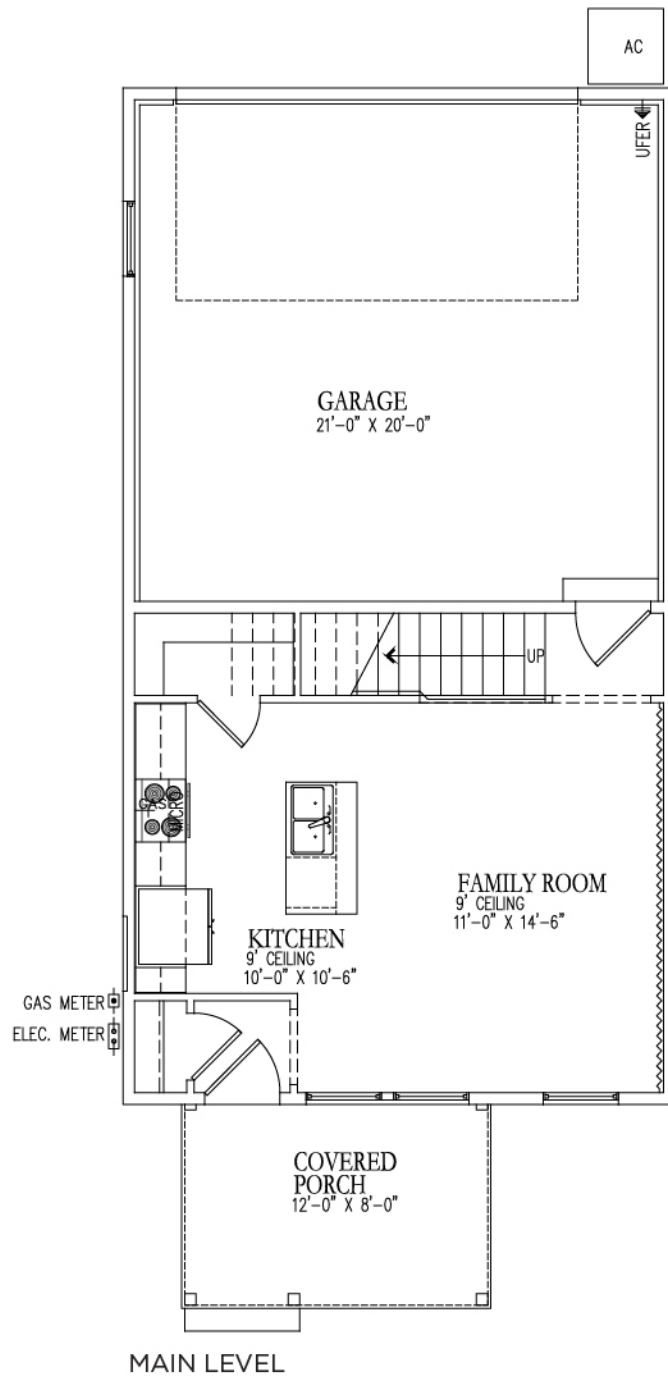 AC
UFER
GARAGE
21'-0" X 20'-0"
UP
GAS
MICRO
FAMILY ROOM
9' CEILING
11'-0" X 14'-6"
KITCHEN
9' CEILING
10'-0" X 10'-6"
GAS METER
ELEC. METER
COVERED
PORCH
12'-0" X 8'-0"
MAIN LEVEL